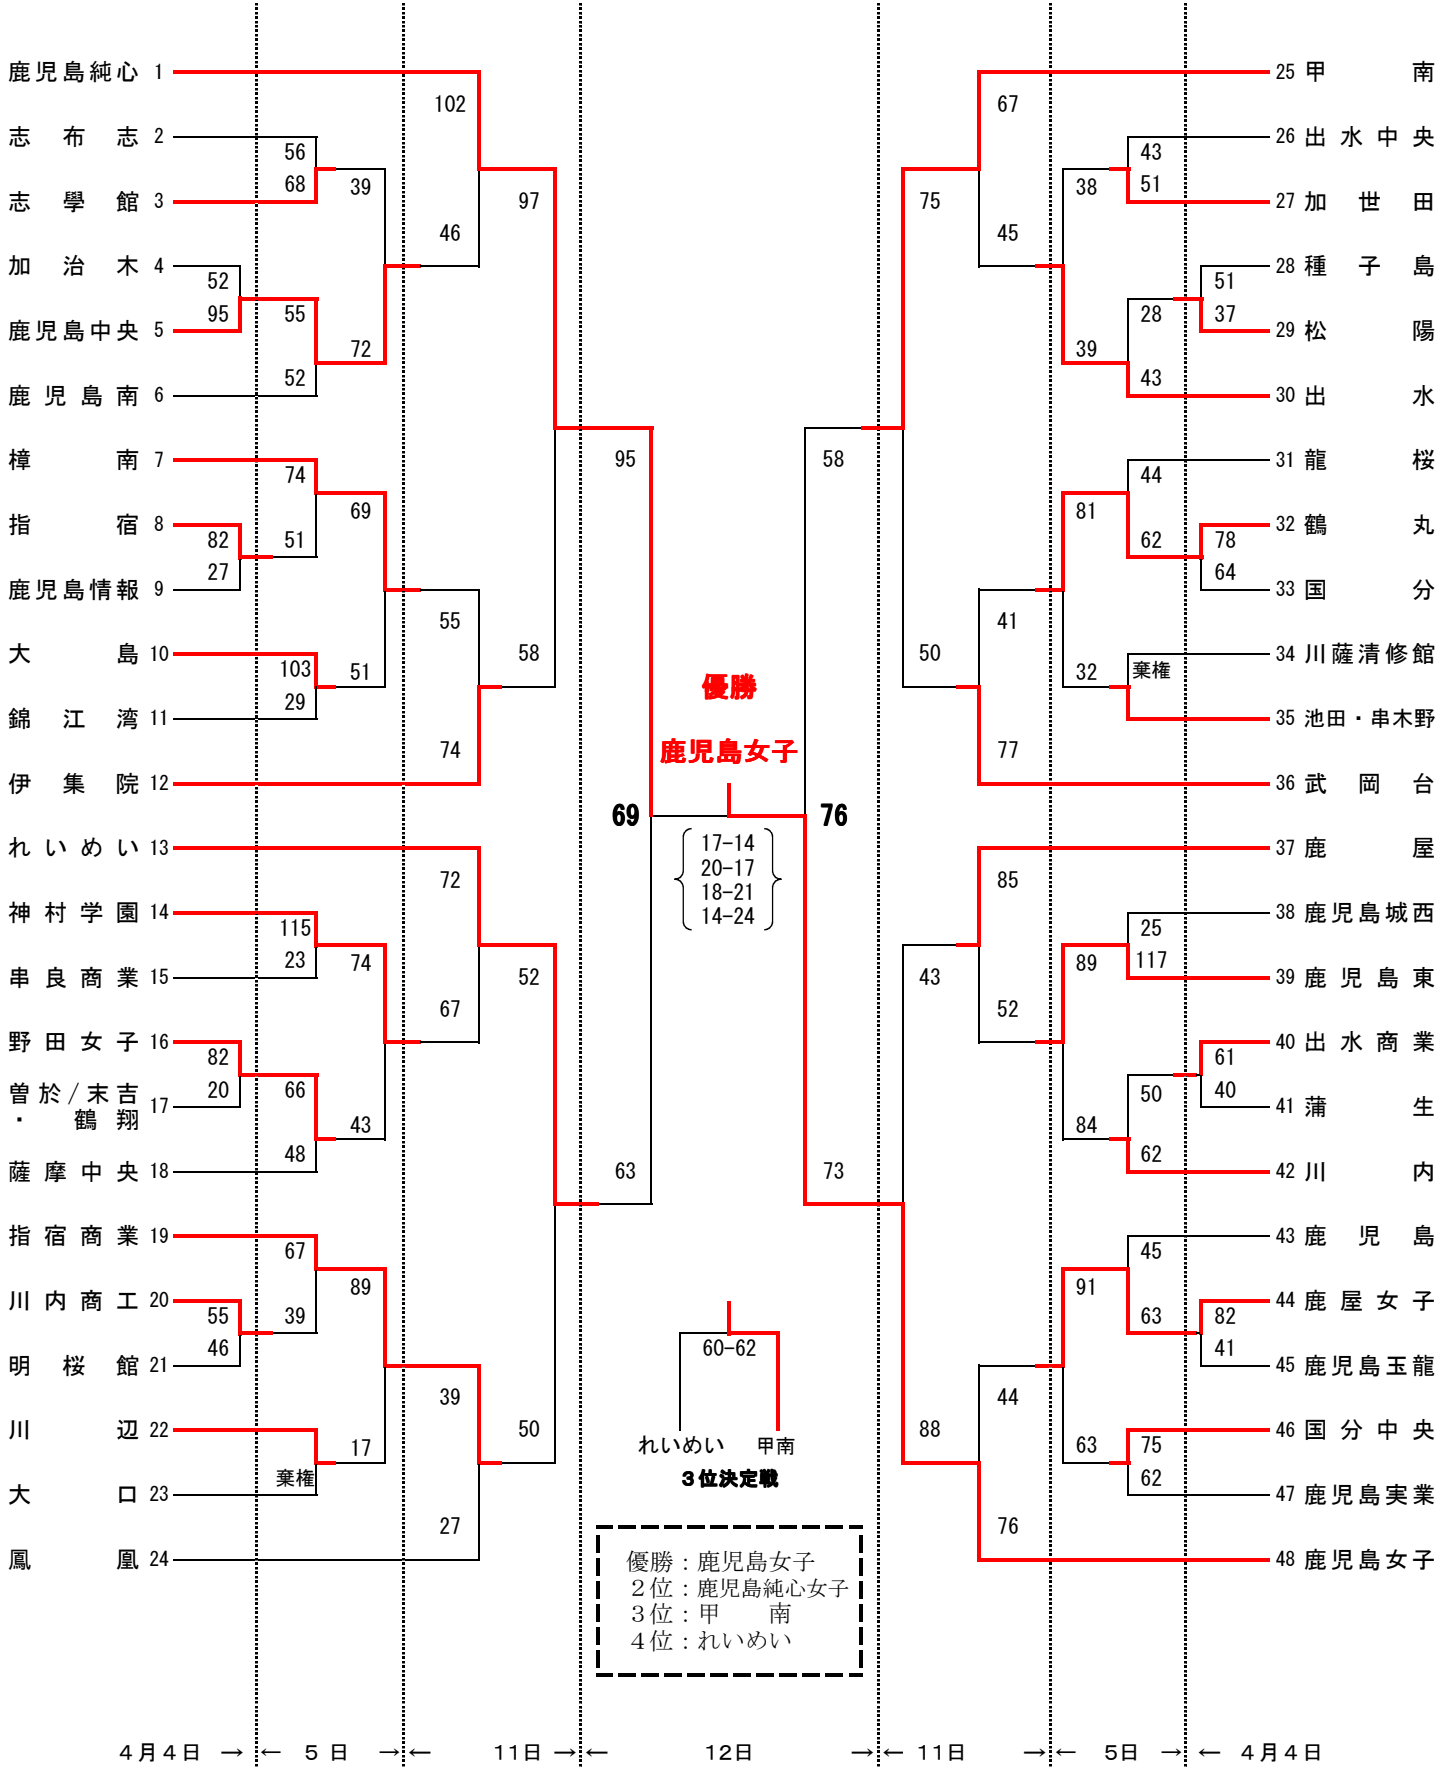 鹿児島純心 1
志布志 2
志學館 3
加治木 4
鹿児島中央 5
鹿児島南 6
樟南 7
指宿 8
鹿児島情報 9
大島 10
錦江湾 11
伊集院 12
れいめい 13
神村学園 14
串良商業 15
野田女子 16
曽於/末吉
・鶴翔 17
薩摩中央 18
指宿商業 19
川内商工 20
明桜館 21
川辺 22
大口 23
鳳凰 24
52
95
82
27
82
20
55
46
56
68
55
52
74
51
103
29
115
23
66
48
67
39
棄権
39
72
69
51
74
43
89
17
102
46
55
74
72
67
39
27
97
58
52
50
95
63
優勝
鹿児島女子
69
76
17-14
20-17
18-21
14-24
60-62
れいめい 甲南
3位決定戦
優勝：鹿児島女子
2位：鹿児島純心女子
3位：甲南
4位：れいめい
58
73
75
50
43
88
67
45
41
77
85
52
44
76
38
39
81
32
89
84
91
63
43
51
28
43
44
62
棄権
25
117
50
62
45
63
75
62
51
37
78
64
61
40
82
41
25 甲南
26 出水中央
27 加世田
28 種子島
29 松陽
30 出水
31 龍桜
32 鶴丸
33 国分
34 川薩清修館
35 池田・串木野
36 武岡台
37 鹿屋
38 鹿児島城西
39 鹿児島東
40 出水商業
41 蒲生
42 川内
43 鹿児島
44 鹿屋女子
45 鹿児島玉龍
46 国分中央
47 鹿児島実業
48 鹿児島女子
4月4日 → ← 5日 → ← 11日 → ← 12日 → ← 11日 → ← 5日 → ← 4月4日